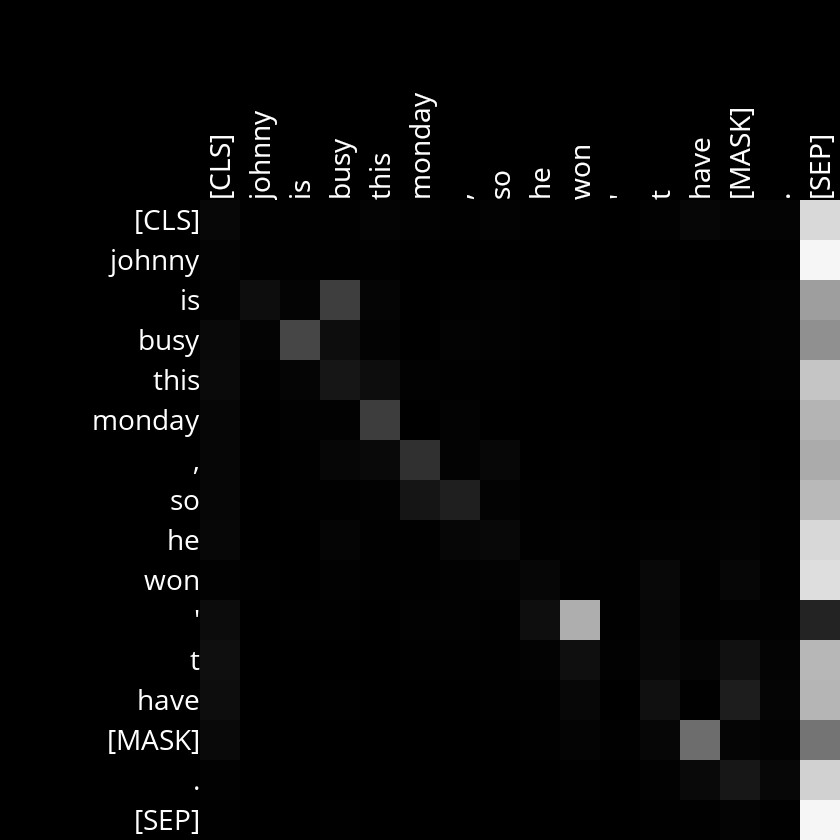 [CLS] johnny is busy this monday , so he won ' t have [MASK] . [SEP]
[CLS]
johnny
is
busy
this
monday
,
so
he
won
'
t
have
[MASK]
.
[SEP]